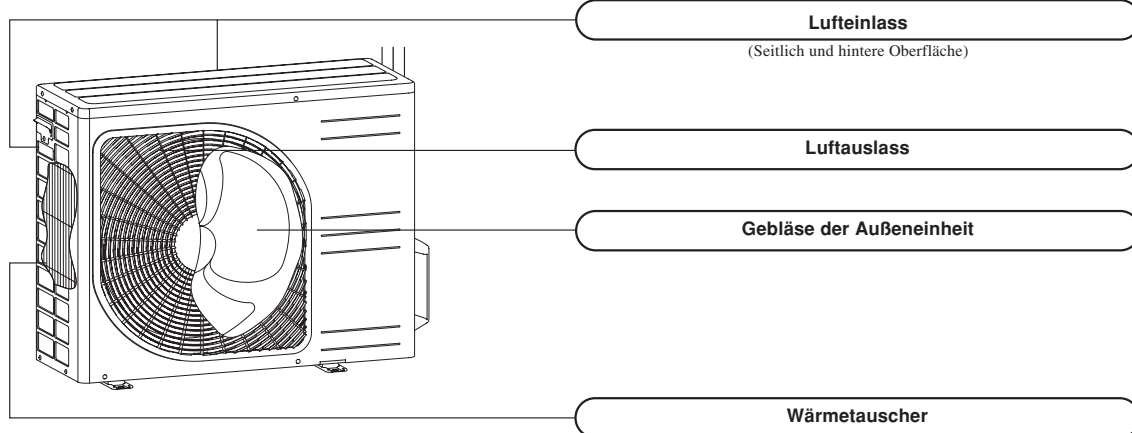 Lufteinlass
(Seitlich und hintere Oberfläche)
Luftauslass
Gebläse der Außeneinheit
Wärmetauscher